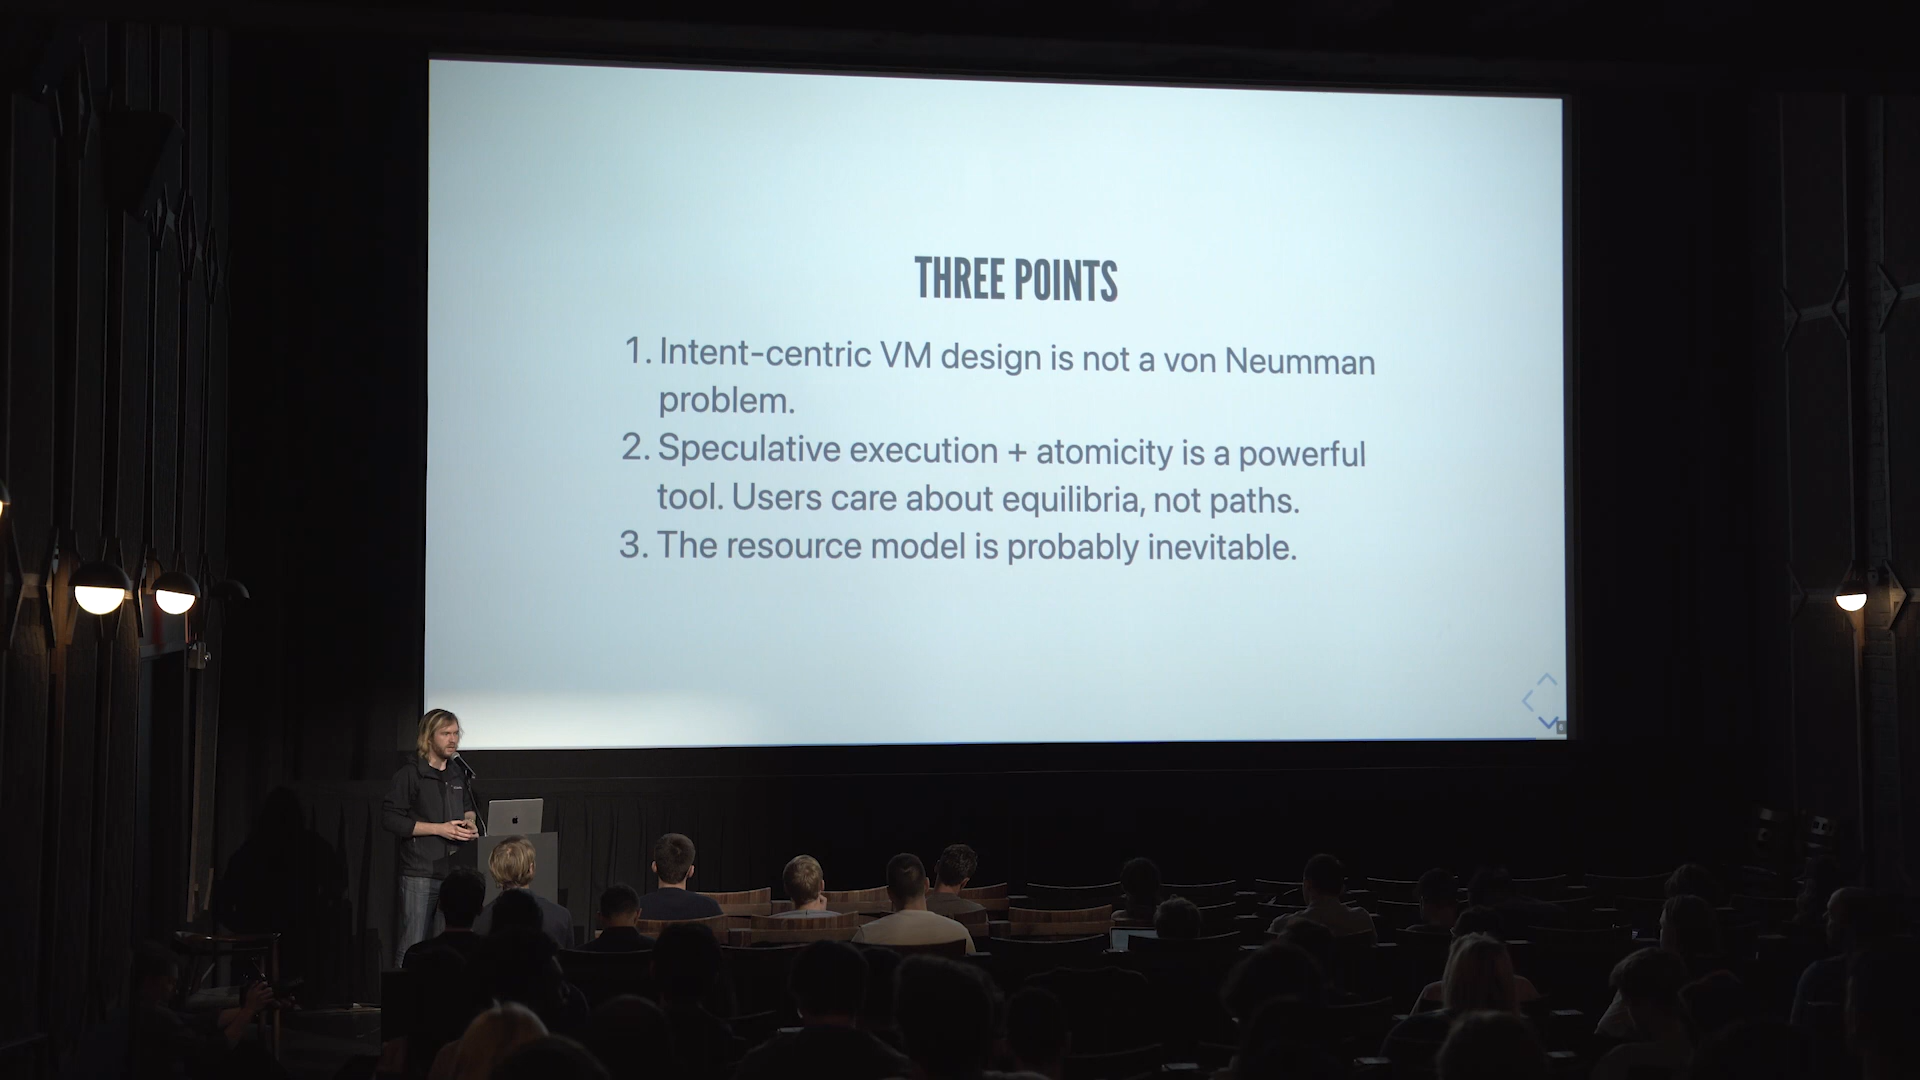 THREE POINTS
1. Intent-centric VM design is not a von Neumman
problem.
2. Speculative execution + atomicity is a powerful
tool. Users care about equilibria, not paths.
3. The resource model is probably inevitable.